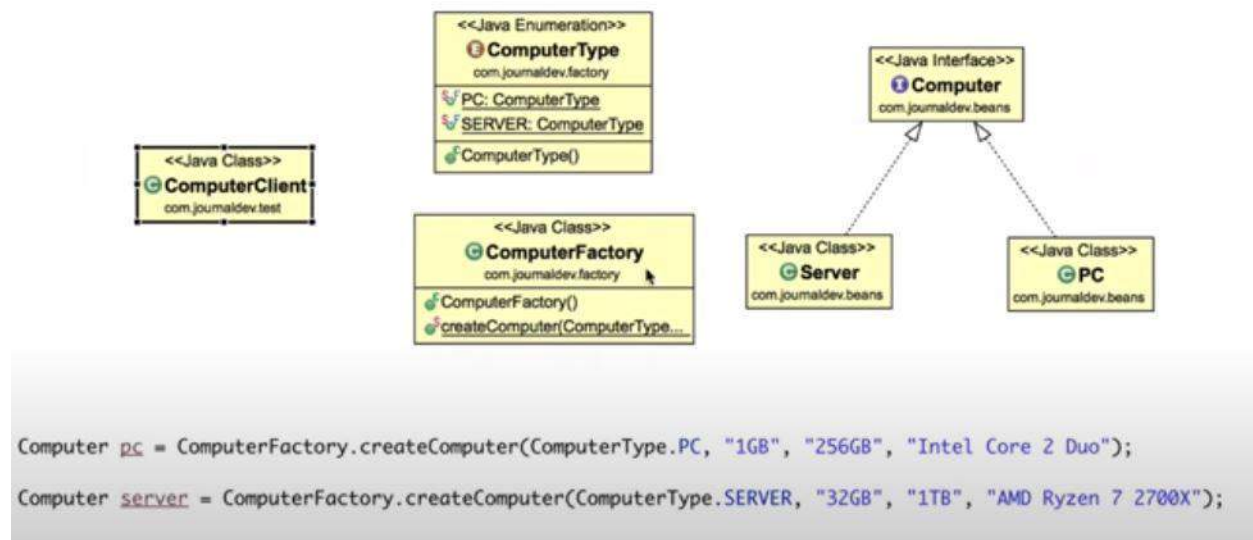 <<Java Enumeration>>
ComputerType
com.journaldev.factory
PC: ComputerType
SERVER: ComputerType
ComputerType()
<<Java Interface>>
Computer
com.journaldev.beans
<<Java Class>>
ComputerClient
com.journaldev.test
<<Java Class>>
ComputerFactory
com.journaldev.factory
ComputerFactory()
createComputer(ComputerType...
<<Java Class>>
Server
com.journaldev.beans
<<Java Class>>
PC
com.journaldev.beans
Computer pc = ComputerFactory.createComputer(ComputerType.PC, "1GB", "256GB", "Intel Core 2 Duo");
Computer server = ComputerFactory.createComputer(ComputerType.SERVER, "32GB", "1TB", "AMD Ryzen 7 2700X");